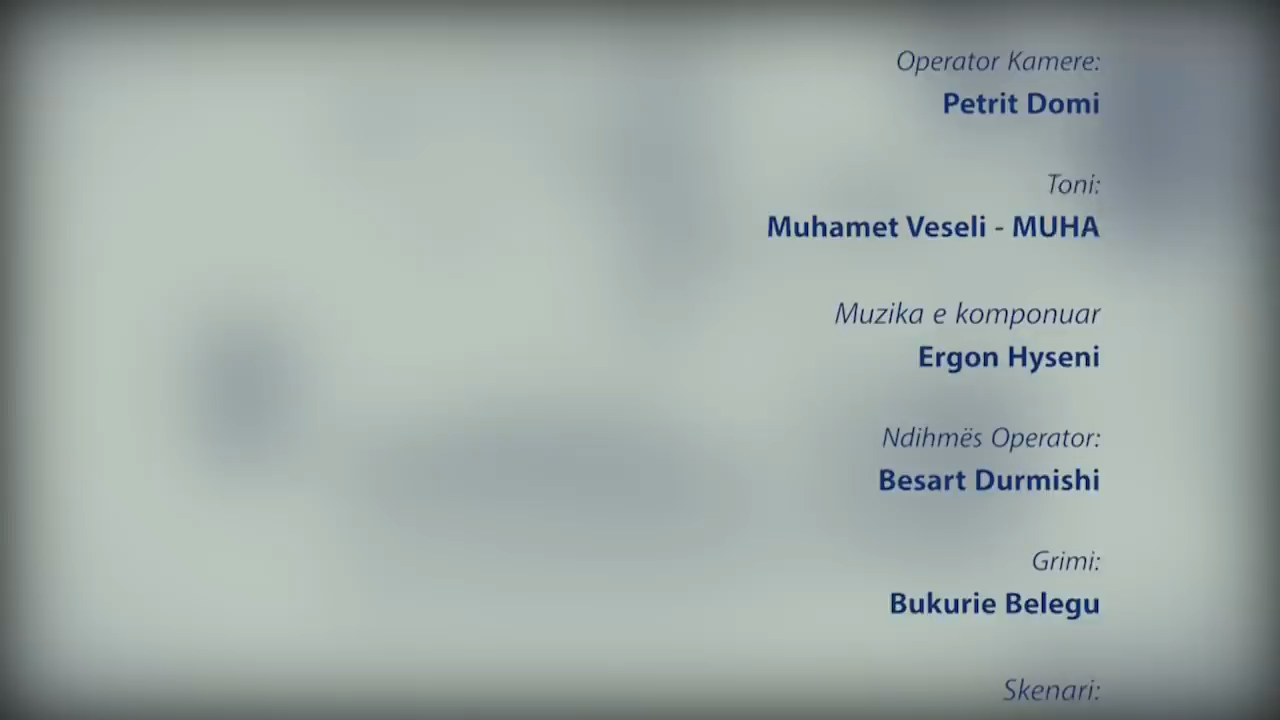 Operator Kamere:
Petrit Domi
Toni:
Muhamet Veseli - MUHA
Muzika e komponuar
Ergon Hyseni
Ndihmës Operator:
Besart Durmishi
Grimi:
Bukurie Belegu
Skenari: